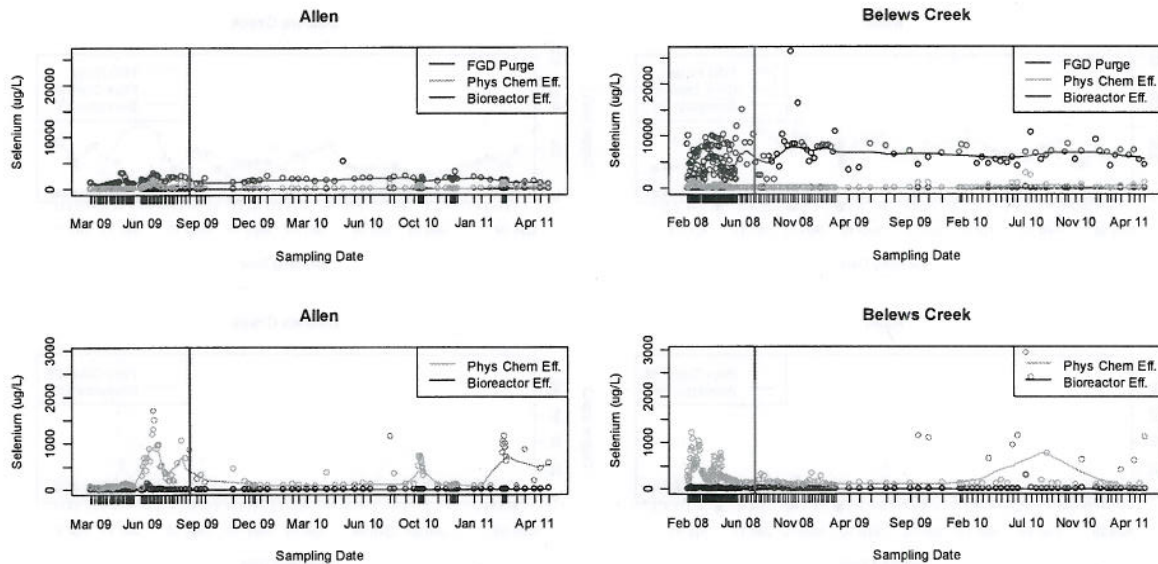 Allen
Selenium (ug/L)
20000
10000
0
FGD Purge
Phys Chem Eff.
Bioreactor Eff.
Mar 09 Jun 09 Sep 09 Dec 09 Mar 10 Jun 10 Oct 10 Jan 11 Apr 11
Sampling Date
Belews Creek
Selenium (ug/L)
20000
10000
0
FGD Purge
Phys Chem Eff.
Bioreactor Eff.
Feb 08 Jun 08 Nov 08 Apr 09 Sep 09 Feb 10 Jul 10 Nov 10 Apr 11
Sampling Date
Allen
Selenium (ug/L)
3000
2000
1000
0
Phys Chem Eff.
Bioreactor Eff.
Mar 09 Jun 09 Sep 09 Dec 09 Mar 10 Jun 10 Oct 10 Jan 11 Apr 11
Sampling Date
Belews Creek
Selenium (ug/L)
3000
2000
1000
0
Phys Chem Eff.
Bioreactor Eff.
Feb 08 Jun 08 Nov 08 Apr 09 Sep 09 Feb 10 Jul 10 Nov 10 Apr 11
Sampling Date